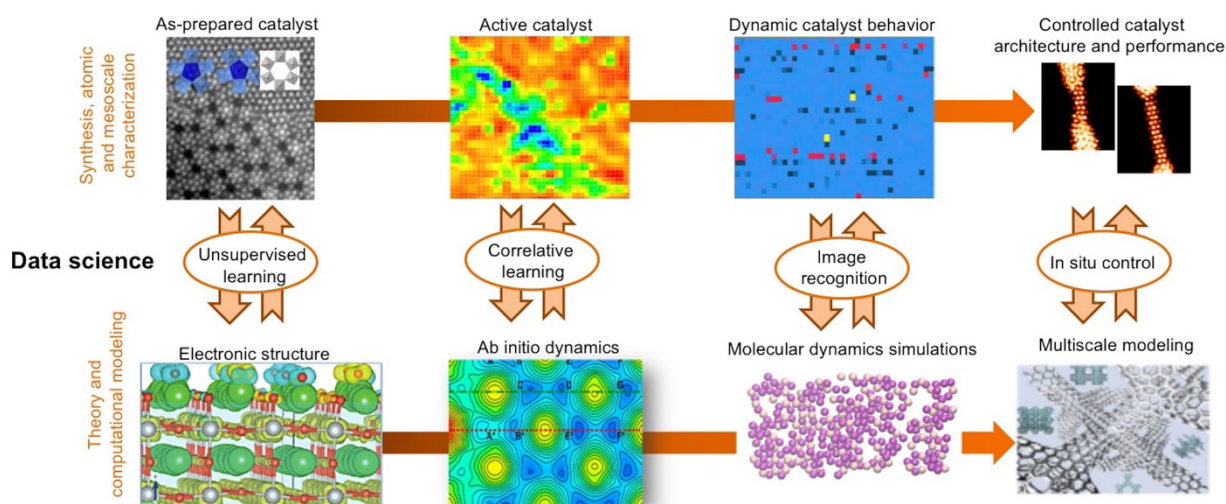 As-prepared catalyst
Active catalyst
Dynamic catalyst behavior
Controlled catalyst
architecture and performance
Synthesis, atomic
and mesoscale
characterization
Data science
Unsupervised
learning
Correlative
learning
Image
recognition
In situ control
Theory and
computational modeling
Electronic structure
Ab initio dynamics
Molecular dynamics simulations
Multiscale modeling